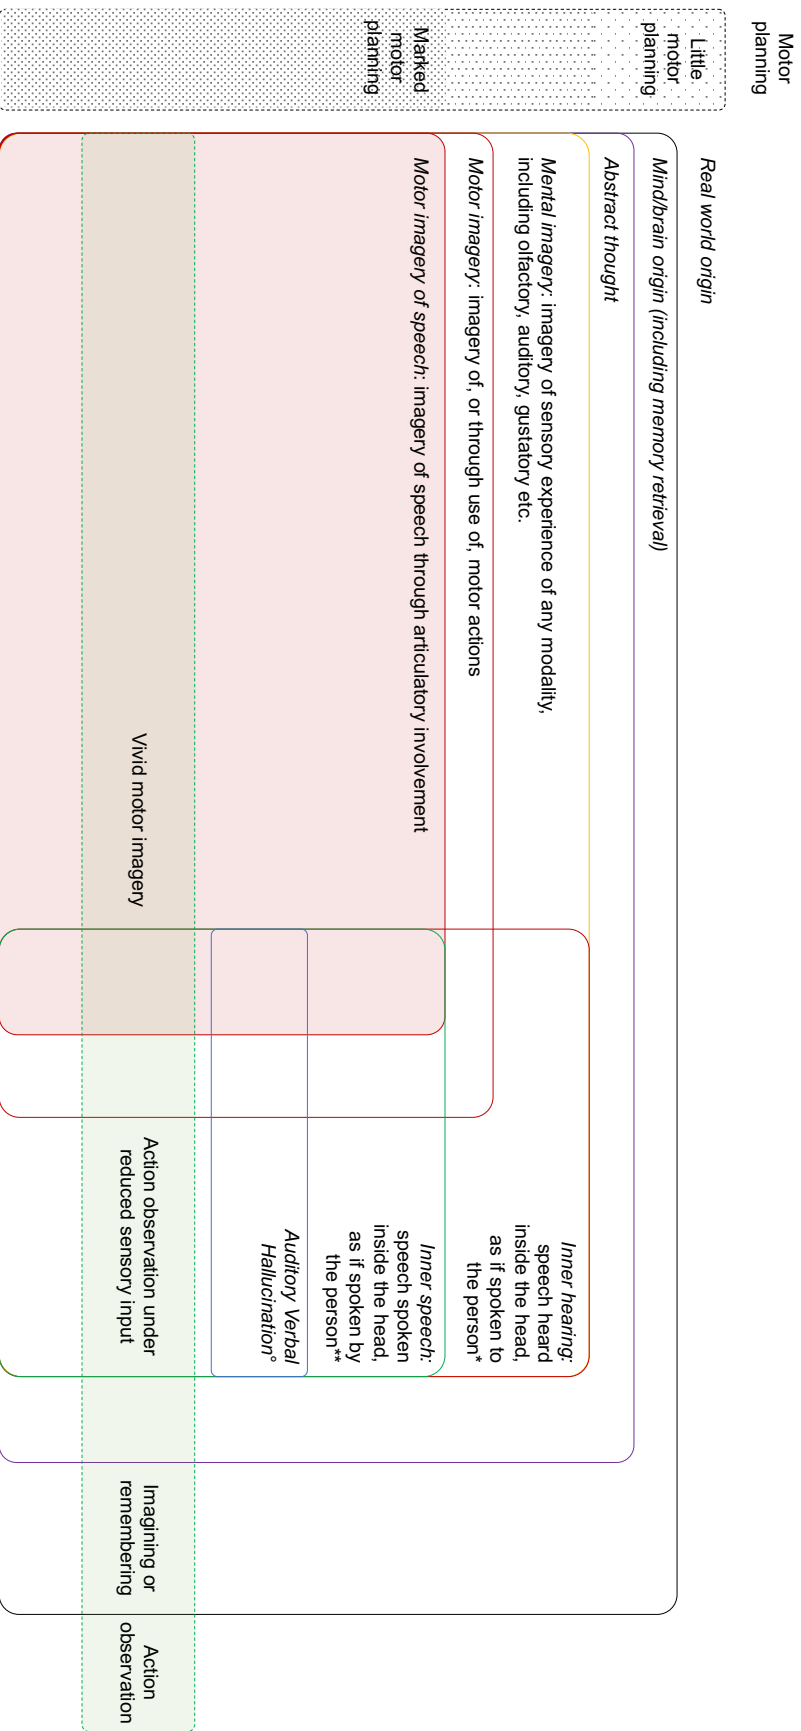 Motor
planning
Little
motor
planning
Marked
motor
planning
Real world origin
Mind/brain origin (including memory retrieval)
Abstract thought
Mental imagery: imagery of sensory experience of any modality,
including olfactory, auditory, gustatory etc.
Motor imagery: imagery of, or through use of, motor actions
Motor imagery of speech: imagery of speech through articulatory involvement
Inner hearing:
speech heard
inside the head,
as if spoken to
the person*
Inner speech:
speech spoken
inside the head,
as if spoken by
the person**
Auditory Verbal
Hallucination°
Vivid motor imagery
Action observation under
reduced sensory input
Imagining or
remembering
Action
observation